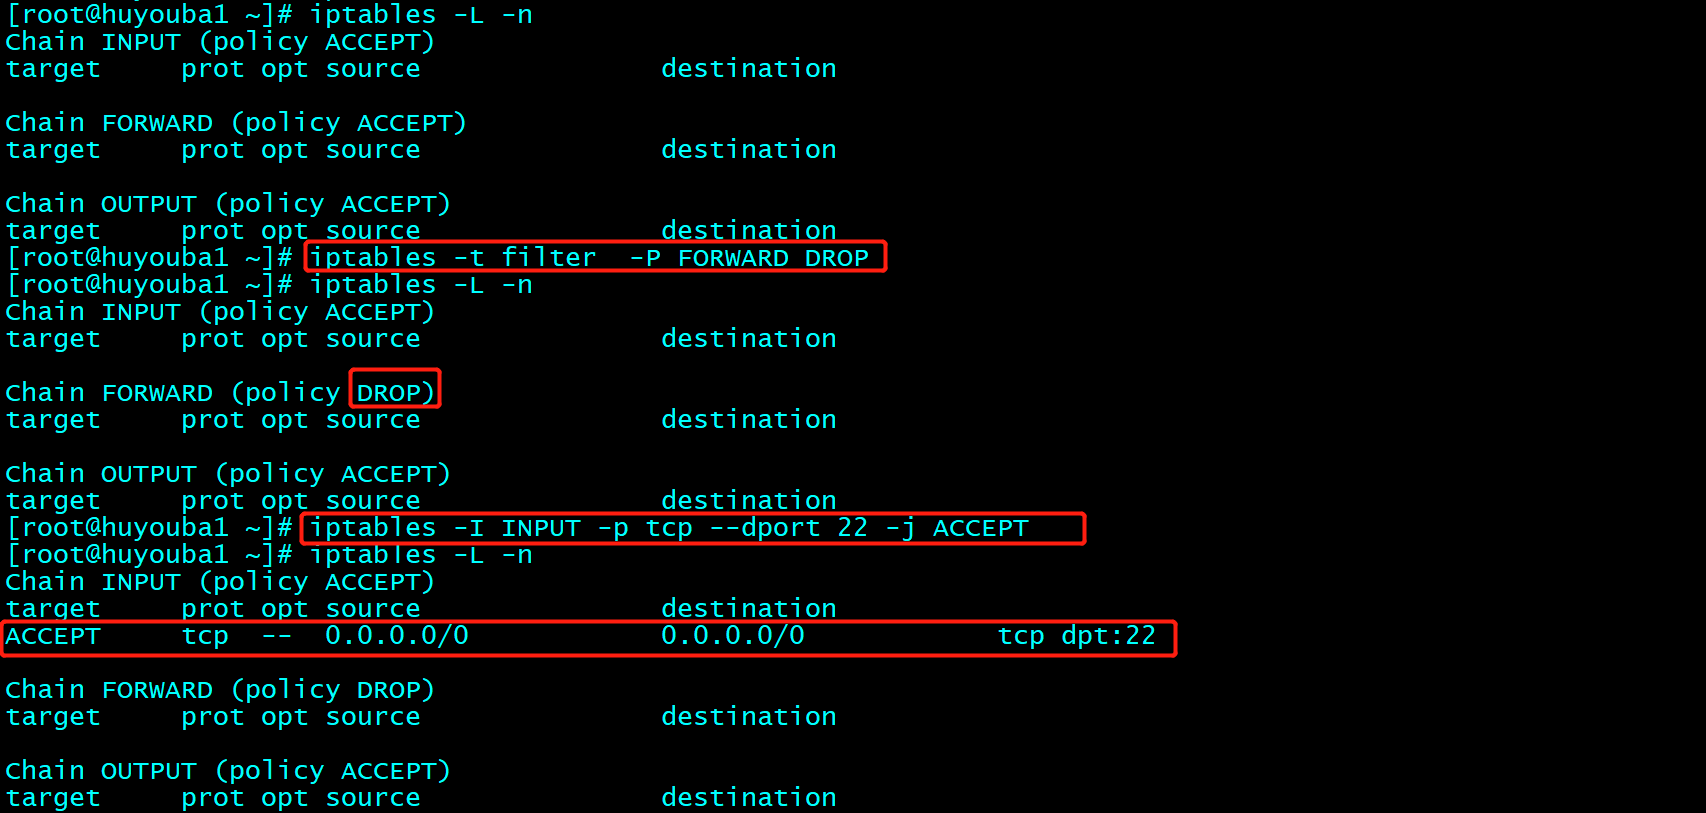 [root@huyouba1 ~]# iptables -L -n
Chain INPUT (policy ACCEPT)
target     prot opt source               destination
Chain FORWARD (policy ACCEPT)
target     prot opt source               destination
Chain OUTPUT (policy ACCEPT)
target     prot opt source               destination
[root@huyouba1 ~]# iptables -t filter  -P FORWARD DROP
[root@huyouba1 ~]# iptables -L -n
Chain INPUT (policy ACCEPT)
target     prot opt source               destination
Chain FORWARD (policy DROP)
target     prot opt source               destination
Chain OUTPUT (policy ACCEPT)
target     prot opt source               destination
[root@huyouba1 ~]# iptables -I INPUT -p tcp --dport 22 -j ACCEPT
[root@huyouba1 ~]# iptables -L -n
Chain INPUT (policy ACCEPT)
target     prot opt source               destination
ACCEPT     tcp  --  0.0.0.0/0            0.0.0.0/0            tcp dpt:22
Chain FORWARD (policy DROP)
target     prot opt source               destination
Chain OUTPUT (policy ACCEPT)
target     prot opt source               destination